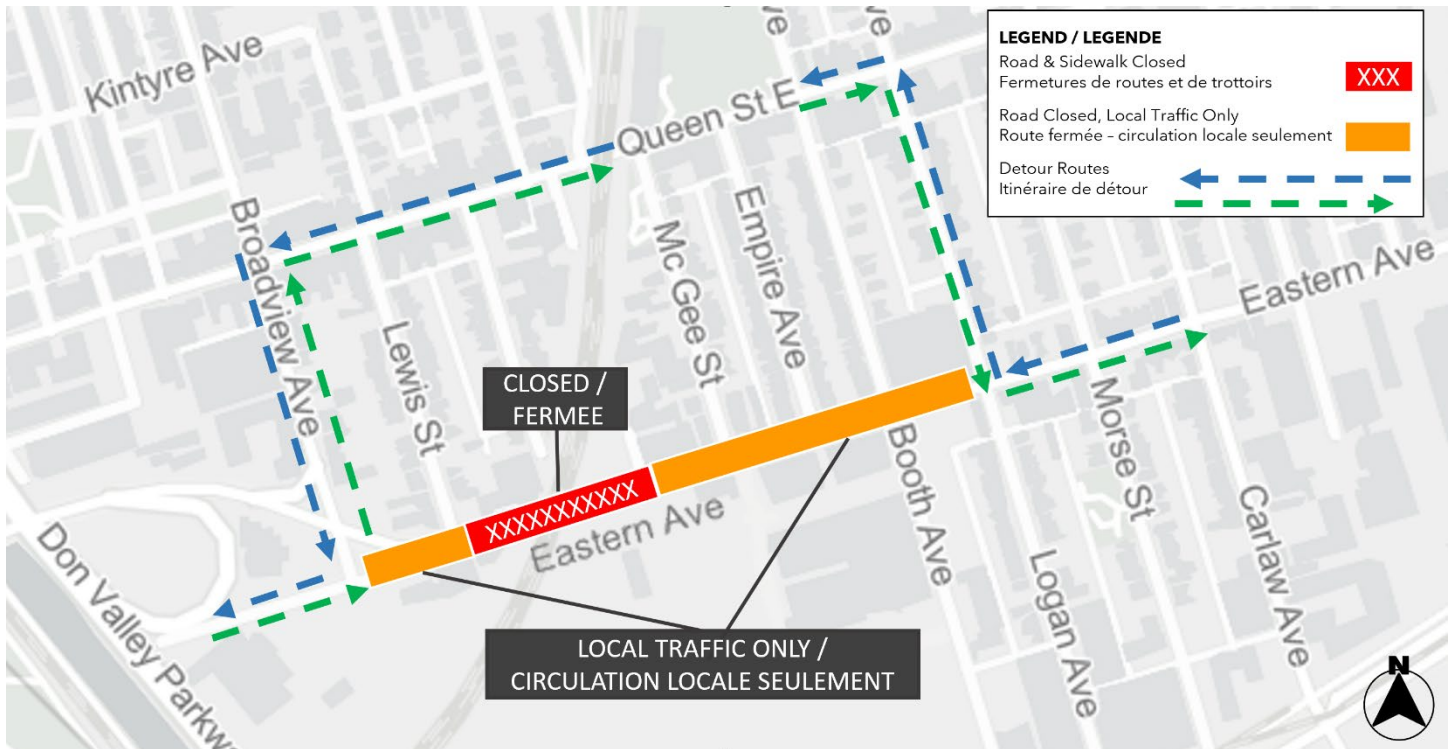 LEGEND / LEGENDE
Road & Sidewalk Closed
Fermetures de routes et de trottoirs
XXX
Road Closed, Local Traffic Only
Route fermée – circulation locale seulement
Detour Routes
Itinéraire de détour
Kintyre Ave
Queen St E
Broadview Ave
Lewis St
Mc Gee St
Empire Ave
Eastern Ave
CLOSED /
FERMEE
XXXXXXXXXXX
Eastern Ave
Booth Ave
Morse St
Logan Ave
Carlaw Ave
Don Valley Parkw
LOCAL TRAFFIC ONLY /
CIRCULATION LOCALE SEULEMENT
N